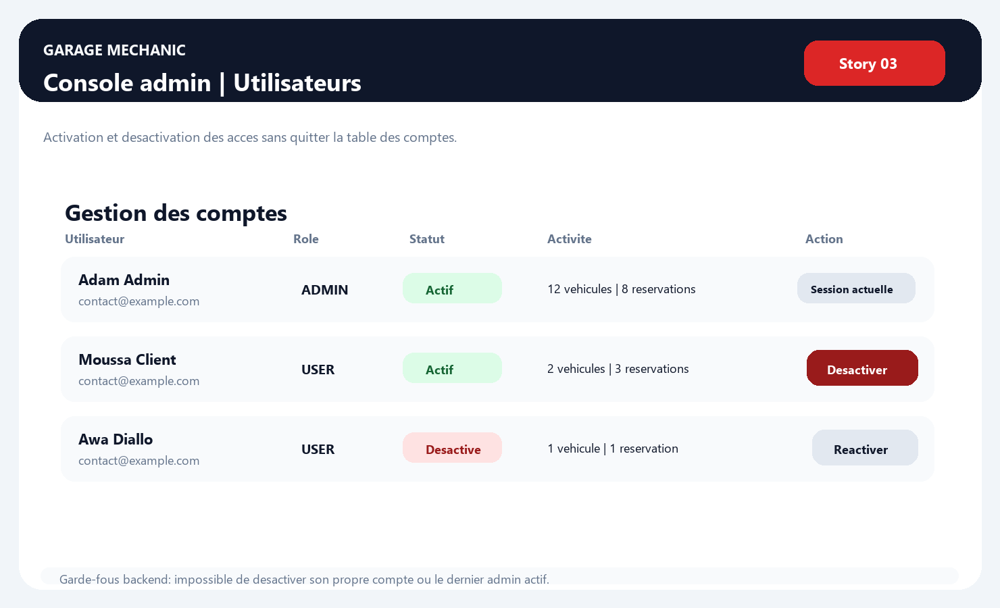 GARAGE MECHANIC
Console admin | Utilisateurs
Story 03
Activation et desactivation des acces sans quitter la table des comptes.
Gestion des comptes
Utilisateur Role Statut Activite Action
Adam Admin
contact@example.com
ADMIN
Actif
12 vehicules | 8 reservations
Session actuelle
Moussa Client
contact@example.com
USER
Actif
2 vehicules | 3 reservations
Desactiver
Awa Diallo
contact@example.com
USER
Desactive
1 vehicule | 1 reservation
Reactiver
Garde-fous backend: impossible de desactiver son propre compte ou le dernier admin actif.